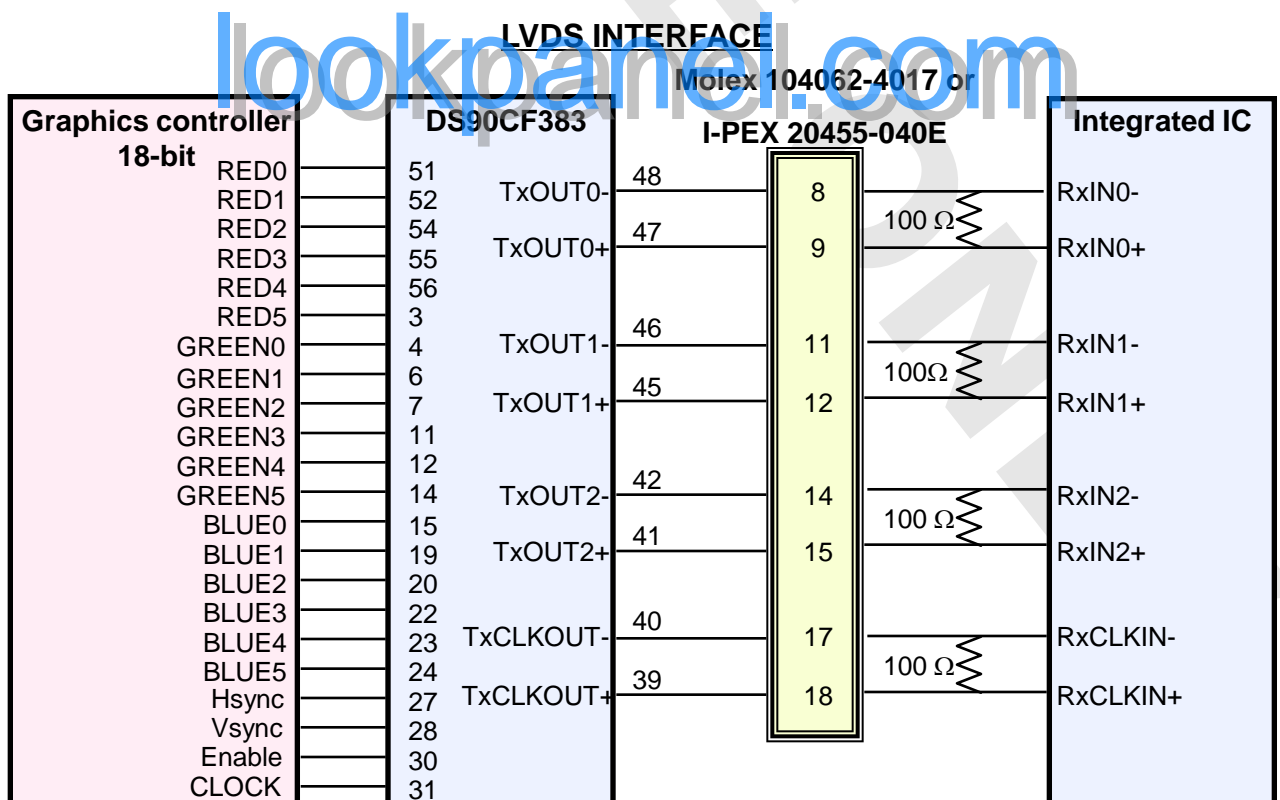 lookpanel.com
LVDS INTERFACE
Molex 104062-4017 or
I-PEX 20455-040E
Graphics controller
18-bit
DS90CF383
Integrated IC
RED0 51
RED1 52
RED2 54
RED3 55
RED4 56
RED5 3
GREEN0 4
GREEN1 6
GREEN2 7
GREEN3 11
GREEN4 12
GREEN5 14
BLUE0 15
BLUE1 19
BLUE2 20
BLUE3 22
BLUE4 23
BLUE5 24
Hsync 27
Vsync 28
Enable 30
CLOCK 31
TxOUT0- 48 8 RxIN0-
100 Ω
TxOUT0+ 47 9 RxIN0+
TxOUT1- 46 11 RxIN1-
100Ω
TxOUT1+ 45 12 RxIN1+
TxOUT2- 42 14 RxIN2-
100 Ω
TxOUT2+ 41 15 RxIN2+
TxCLKOUT- 40 17 RxCLKIN-
100 Ω
TxCLKOUT+ 39 18 RxCLKIN+